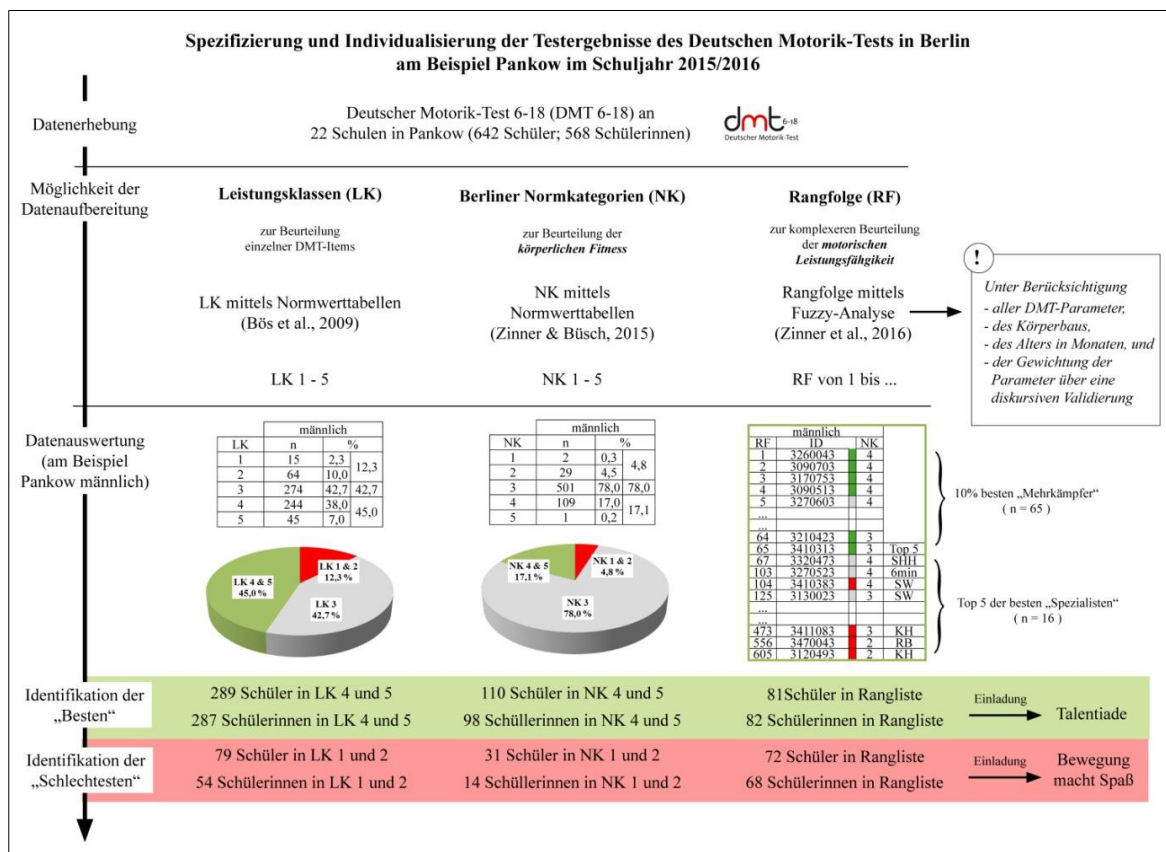 Spezifizierung und Individualisierung der Testergebnisse des Deutschen Motorik-Tests in Berlin
am Beispiel Pankow im Schuljahr 2015/2016
Datenerhebung
Deutscher Motorik-Test 6-18 (DMT 6-18) an
22 Schulen in Pankow (642 Schüler; 568 Schülerinnen)
dmt 6-18
Deutscher Motorik-Test
Möglichkeit der
Datenaufbereitung
Leistungsklassen (LK)
zur Beurteilung
einzelner DMT-Items
LK mittels Normwerttabellen
(Bös et al., 2009)
LK 1 - 5
Berliner Normkategorien (NK)
zur Beurteilung der
körperlichen Fitness
NK mittels
Normwerttabellen
(Zinner & Büsch, 2015)
NK 1 - 5
Rangfolge (RF)
zur komplexeren Beurteilung
der motorischen
Leistungsfähgikeit
Rangfolge mittels
Fuzzy-Analyse
(Zinner et al., 2016)
RF von 1 bis ...
!
Unter Berücksichtigung
- aller DMT-Parameter,
- des Körperbaus,
- des Alters in Monaten, und
- der Gewichtung der
Parameter über eine
diskursiven Validierung
Datenauswertung
(am Beispiel
Pankow männlich)
männlich
LK n %
1 15 2,3
2 64 10,0
12,3
3 274 42,7 42,7
4 244 38,0
5 45 7,0
45,0
LK 1 & 2
12,3 %
LK 4 & 5
45,0 %
LK 3
42,7 %
männlich
NK n %
1 2 0,3
2 29 4,5
4,8
3 501 78,0 78,0
4 109 17,0
5 1 0,2
17,1
NK 4 & 5
17,1 %
NK 1 & 2
4,8 %
NK 3
78,0 %
männlich
RF ID NK
1 3260043 4
2 3090703 4
3 3170753 4
4 3090513 4
5 3270603 4
...
...
64 3210423 3
65 3410313 3 Top 5
67 3320473 4 SHH
103 3270523 4 6min
104 3410383 4 SW
125 3130023 3 SW
...
...
473 3411083 3 KH
556 3470043 2 RB
605 3120493 2 KH
10% besten „Mehrkämpfer“
( n = 65 )
Top 5 der besten „Spezialisten“
( n = 16 )
Identifikation der
„Besten“
289 Schüler in LK 4 und 5
287 Schülerinnen in LK 4 und 5
110 Schüler in NK 4 und 5
98 Schüllerinnen in NK 4 und 5
81Schüler in Rangliste
82 Schülerinnen in Rangliste
Einladung
Talentiade
Identifikation der
„Schlechtesten“
79 Schüler in LK 1 und 2
54 Schülerinnen in LK 1 und 2
31 Schüler in NK 1 und 2
14 Schüllerinnen in NK 1 und 2
72 Schüler in Rangliste
68 Schülerinnen in Rangliste
Einladung
Bewegung
macht Spaß